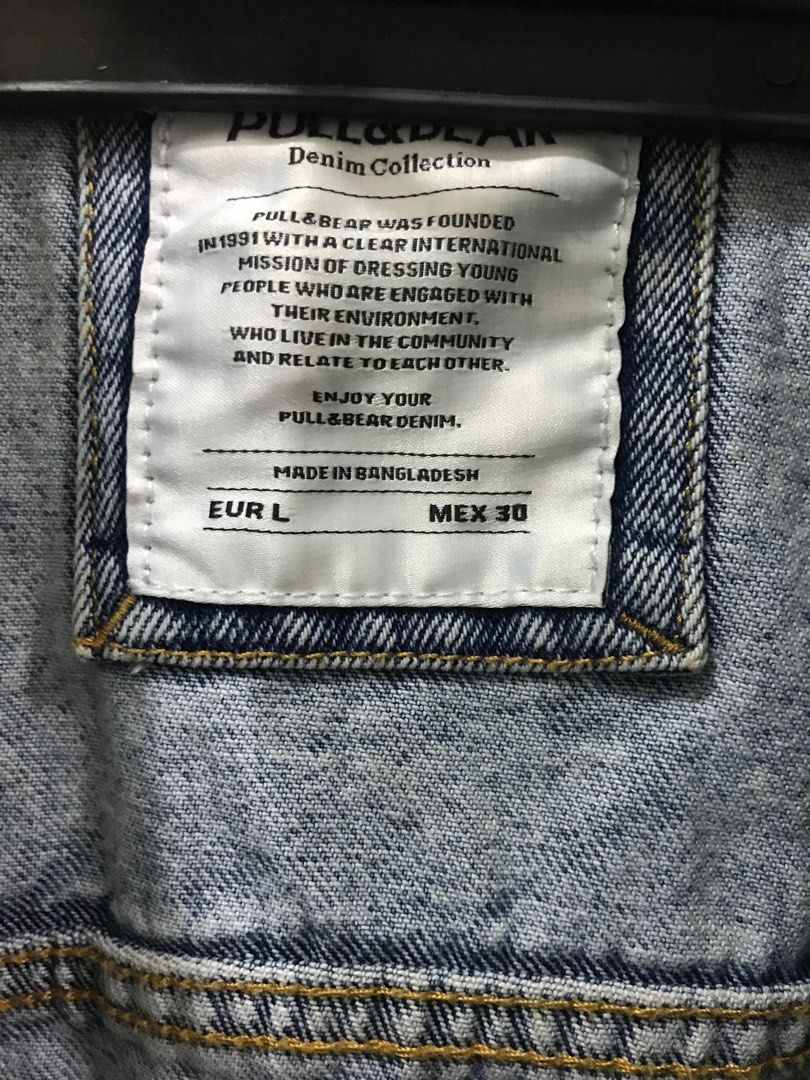 PULL&BEAR
Denim Collection
PULL&BEAR WAS FOUNDED
IN 1991 WITH A CLEAR INTERNATIONAL
MISSION OF DRESSING YOUNG
PEOPLE WHO ARE ENGAGED WITH
THEIR ENVIRONMENT,
WHO LIVE IN THE COMMUNITY
AND RELATE TO EACH OTHER.
ENJOY YOUR
PULL&BEAR DENIM.
MADE IN BANGLADESH
EUR L MEX 30